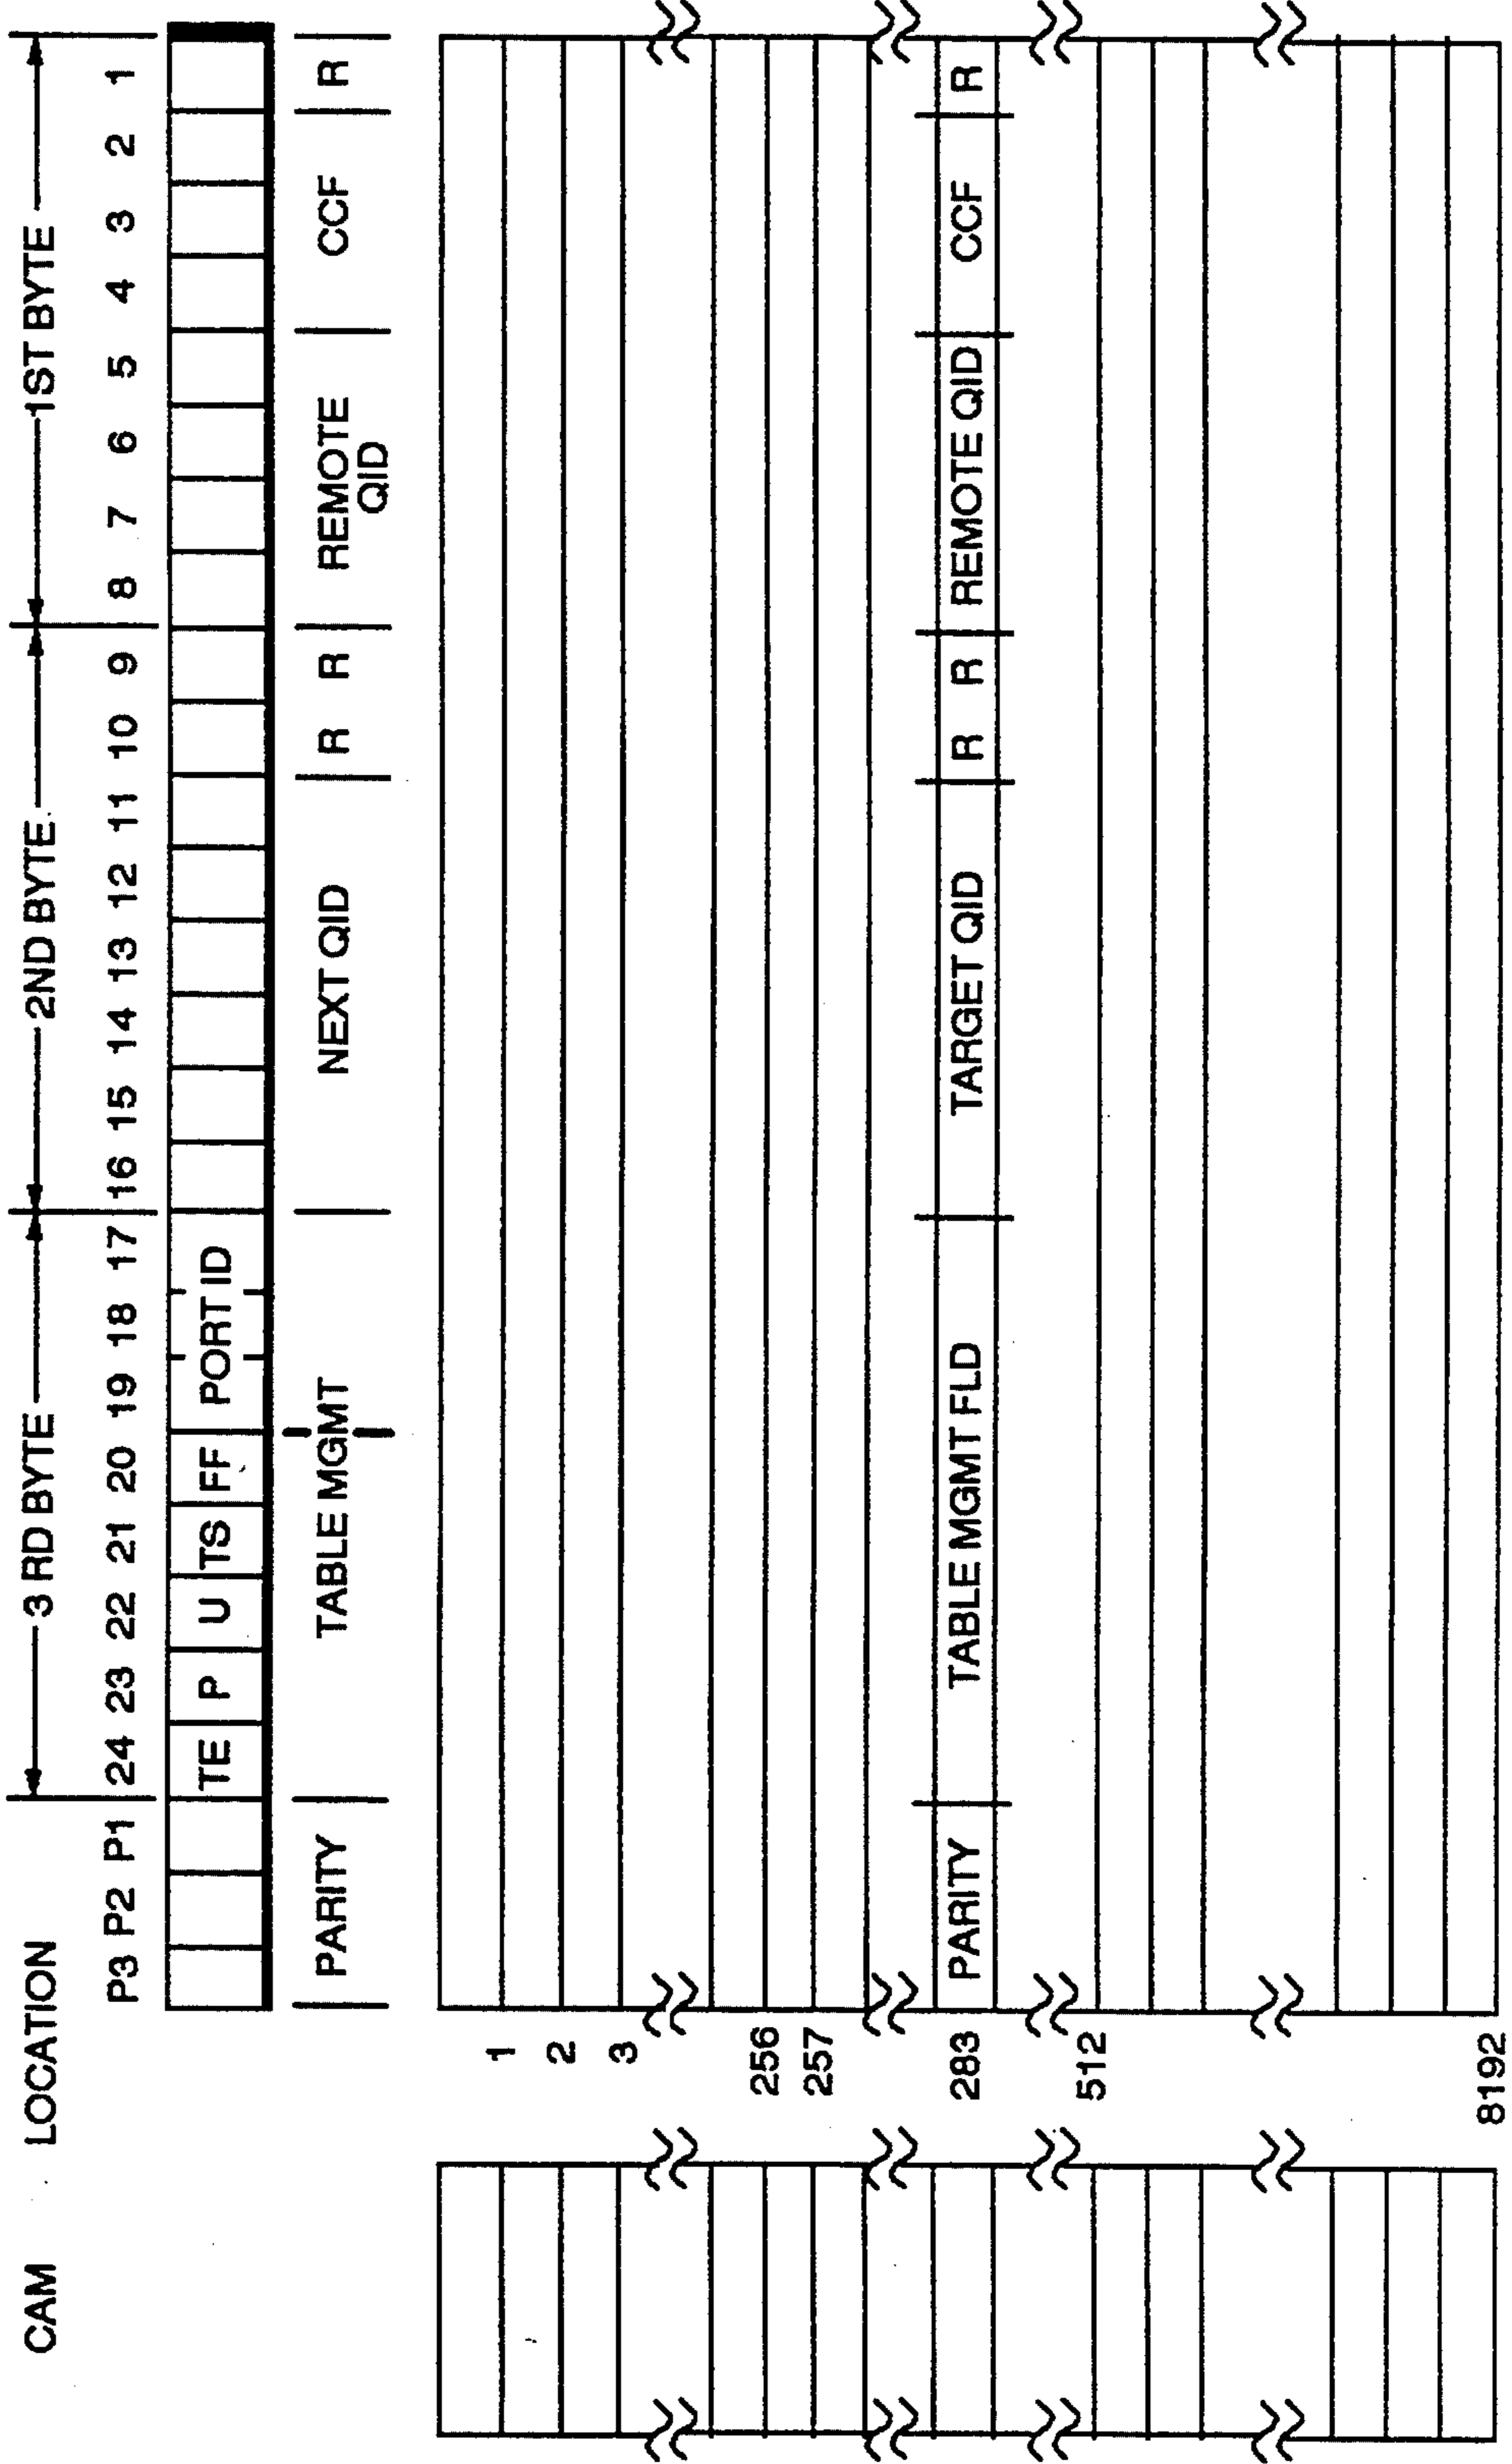 CAM LOCATION
3 RD BYTE 2ND BYTE 1ST BYTE
P3 P2 P1 24 23 22 21 20 19 18 17 16 15 14 13 12 11 10 9 8 7 6 5 4 3 2 1
TE P U TS FF PORT ID
PARITY TABLE MGMT NEXT QID R R REMOTE QID CCF R
1
2
3
256
257
283 PARITY TABLE MGMT FLD TARGET QID R R REMOTE QID CCF R
512
8192